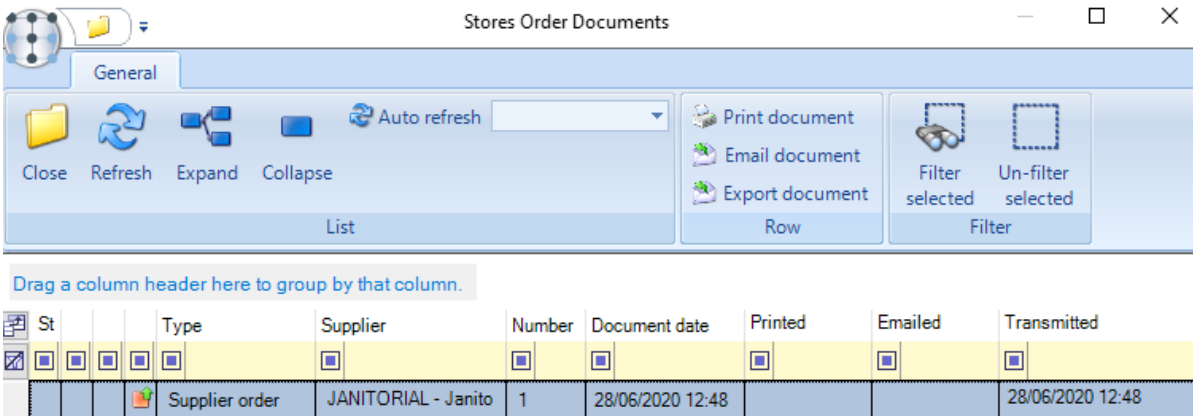 Stores Order Documents
General
Auto refresh
Print document
Email document
Export document
Close Refresh Expand Collapse
Filter selected
Un-filter selected
List Row Filter
Drag a column header here to group by that column.
St Type Supplier Number Document date Printed Emailed Transmitted
Supplier order JANITORIAL - Janito 1 28/06/2020 12:48 28/06/2020 12:48